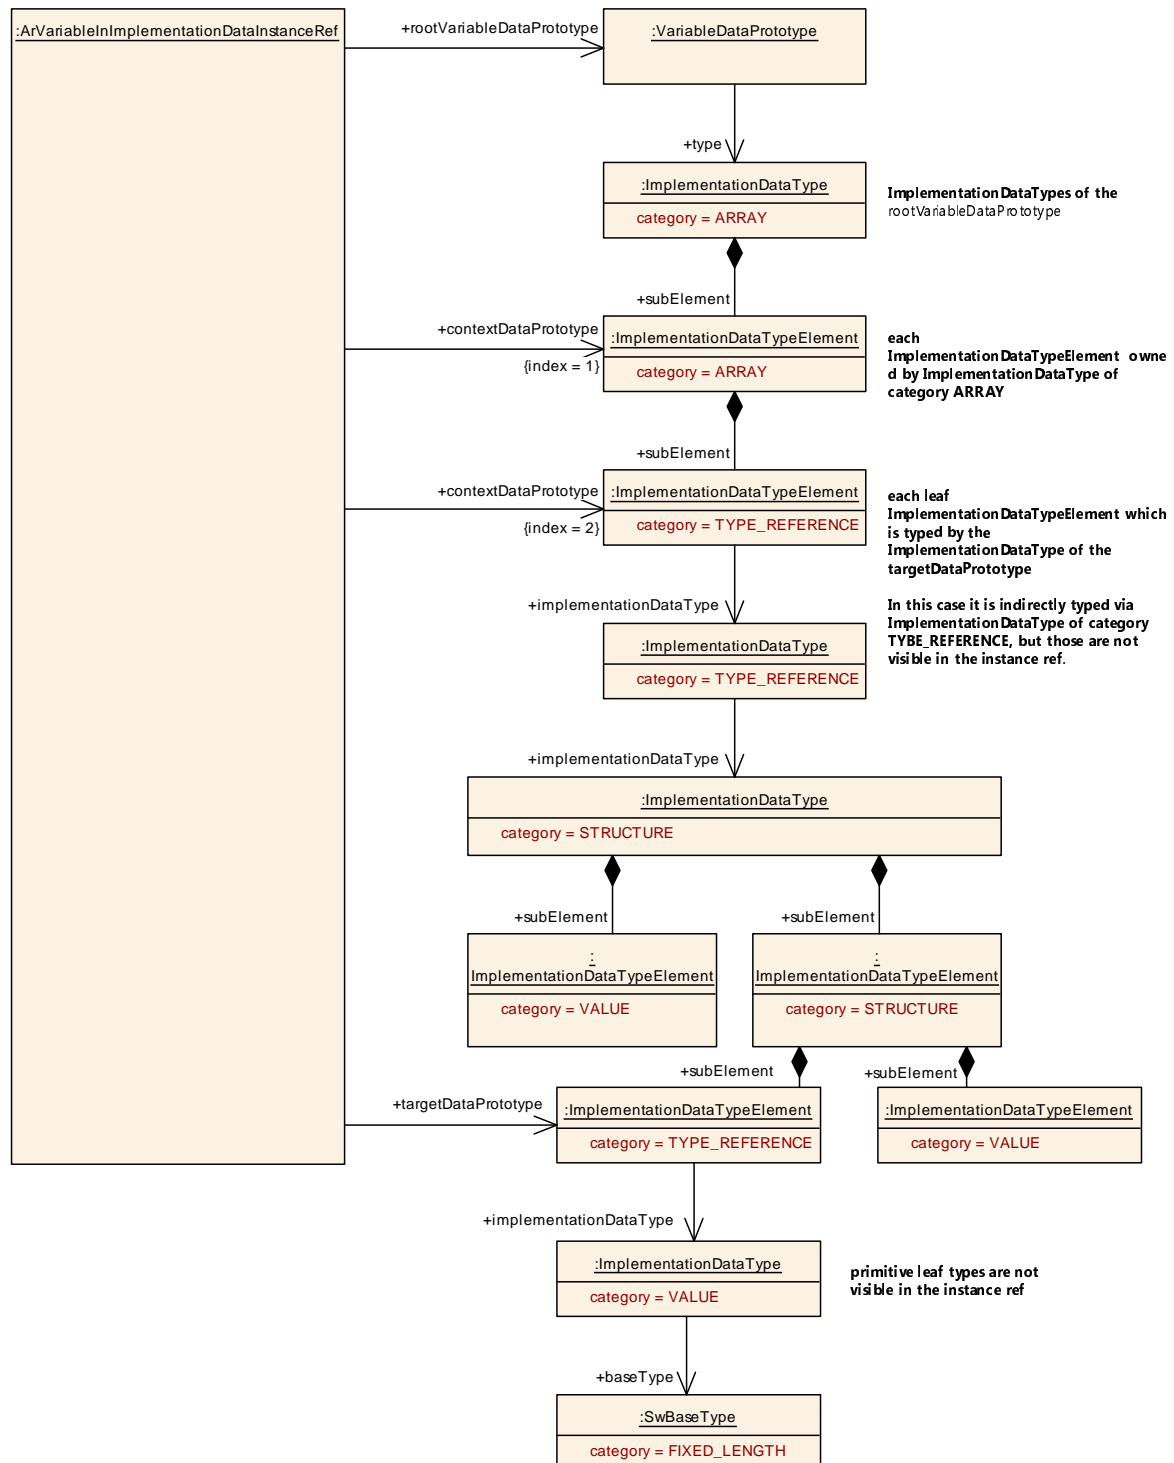 :ArVariableInImplementationDataInstanceRef
+rootVariableDataPrototype
:VariableDataPrototype
+type
:ImplementationDataType
category = ARRAY
ImplementationDataTypes of the
rootVariableDataPrototype
+subElement
+contextDataPrototype
{index = 1}
:ImplementationDataTypeElement
category = ARRAY
each
ImplementationDataTypeElement owne
d by ImplementationDataType of
category ARRAY
+subElement
+contextDataPrototype
{index = 2}
:ImplementationDataTypeElement
category = TYPE_REFERENCE
each leaf
ImplementationDataTypeElement which
is typed by the
ImplementationDataType of the
targetDataPrototype
In this case it is indirectly typed via
ImplementationDataType of category
TYBE_REFERENCE, but those are not
visible in the instance ref.
+implementationDataType
:ImplementationDataType
category = TYPE_REFERENCE
+implementationDataType
:ImplementationDataType
category = STRUCTURE
+subElement
+subElement
:
ImplementationDataTypeElement
category = VALUE
:
ImplementationDataTypeElement
category = STRUCTURE
+subElement
+subElement
+targetDataPrototype
:ImplementationDataTypeElement
category = TYPE_REFERENCE
:ImplementationDataTypeElement
category = VALUE
+implementationDataType
:ImplementationDataType
category = VALUE
primitive leaf types are not
visible in the instance ref
+baseType
:SwBaseType
category = FIXED_LENGTH